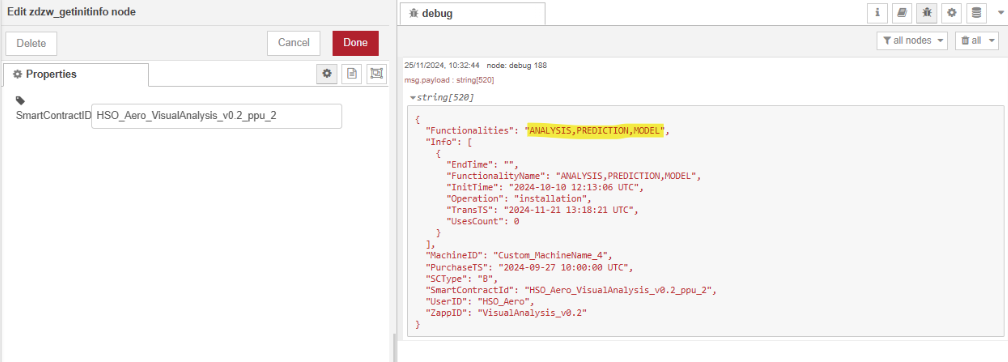 Edit zdzw_getinitinfo node
Delete
Cancel
Done
Properties
SmartContractID
HSO_Aero_VisualAnalysis_v0.2_ppu_2
debug
i
all nodes
all
25/11/2024, 10:32:44 node: debug 188
msg.payload : string[520]
string[520]
{
"Functionalities": "ANALYSIS,PREDICTION,MODEL",
"Info": [
{
"EndTime": "",
"FunctionalityName": "ANALYSIS,PREDICTION,MODEL",
"InitTime": "2024-10-10 12:13:06 UTC",
"Operation": "installation",
"TransTS": "2024-11-21 13:18:21 UTC",
"UsesCount": 0
}
],
"MachineID": "Custom_MachineName_4",
"PurchaseTS": "2024-09-27 10:00:00 UTC",
"SCType": "B",
"SmartContractId": "HSO_Aero_VisualAnalysis_v0.2_ppu_2",
"UserID": "HSO_Aero",
"ZappID": "VisualAnalysis_v0.2"
}